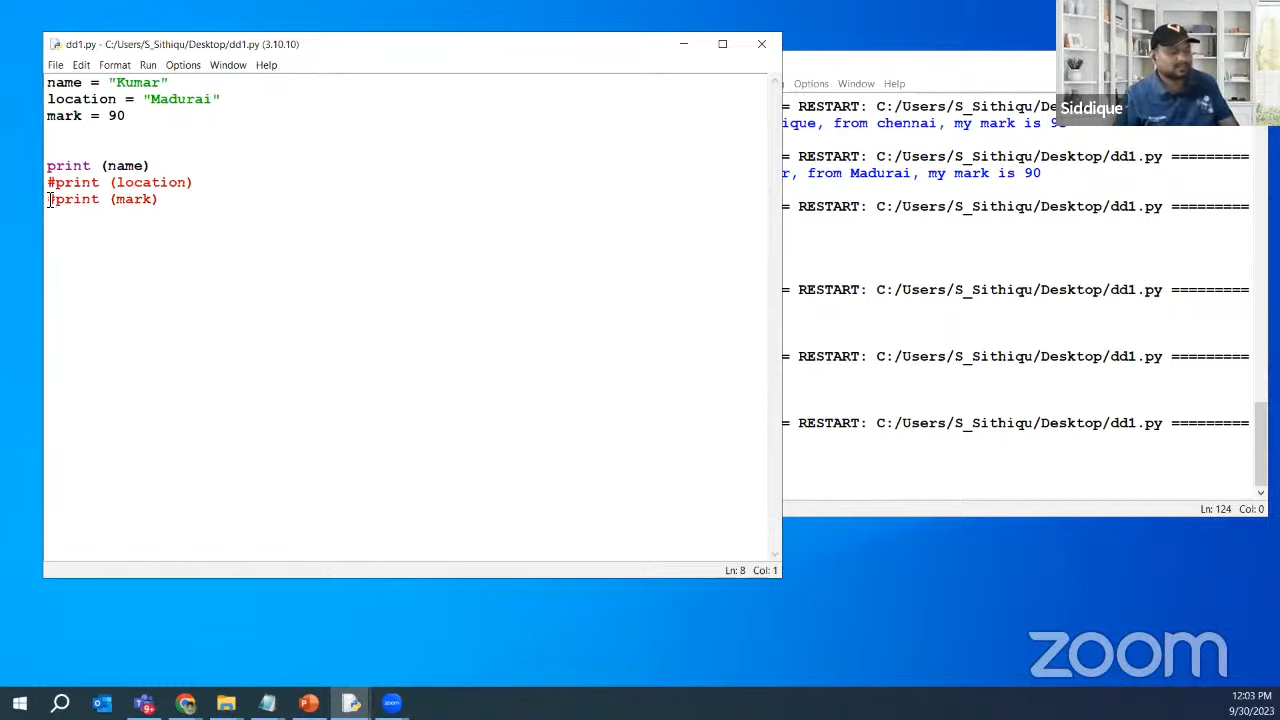 dd1.py - C:/Users/S_Sithiqu/Desktop/dd1.py (3.10.10)
File Edit Format Run Options Window Help
name = "Kumar"
location = "Madurai"
mark = 90
print (name)
#print (location)
#print (mark)
Ln: 8 Col: 1
Options Window Help
= RESTART: C:/Users/S_Sithiqu/De
ique, from chennai, my mark is 9
= RESTART: C:/Users/S_Sithiqu/Desktop/dd1.py =========
r, from Madurai, my mark is 90
= RESTART: C:/Users/S_Sithiqu/Desktop/dd1.py =========
= RESTART: C:/Users/S_Sithiqu/Desktop/dd1.py =========
= RESTART: C:/Users/S_Sithiqu/Desktop/dd1.py =========
= RESTART: C:/Users/S_Sithiqu/Desktop/dd1.py =========
Ln: 124 Col: 0
Siddique
zoom
zoom
12:03 PM
9/30/2023